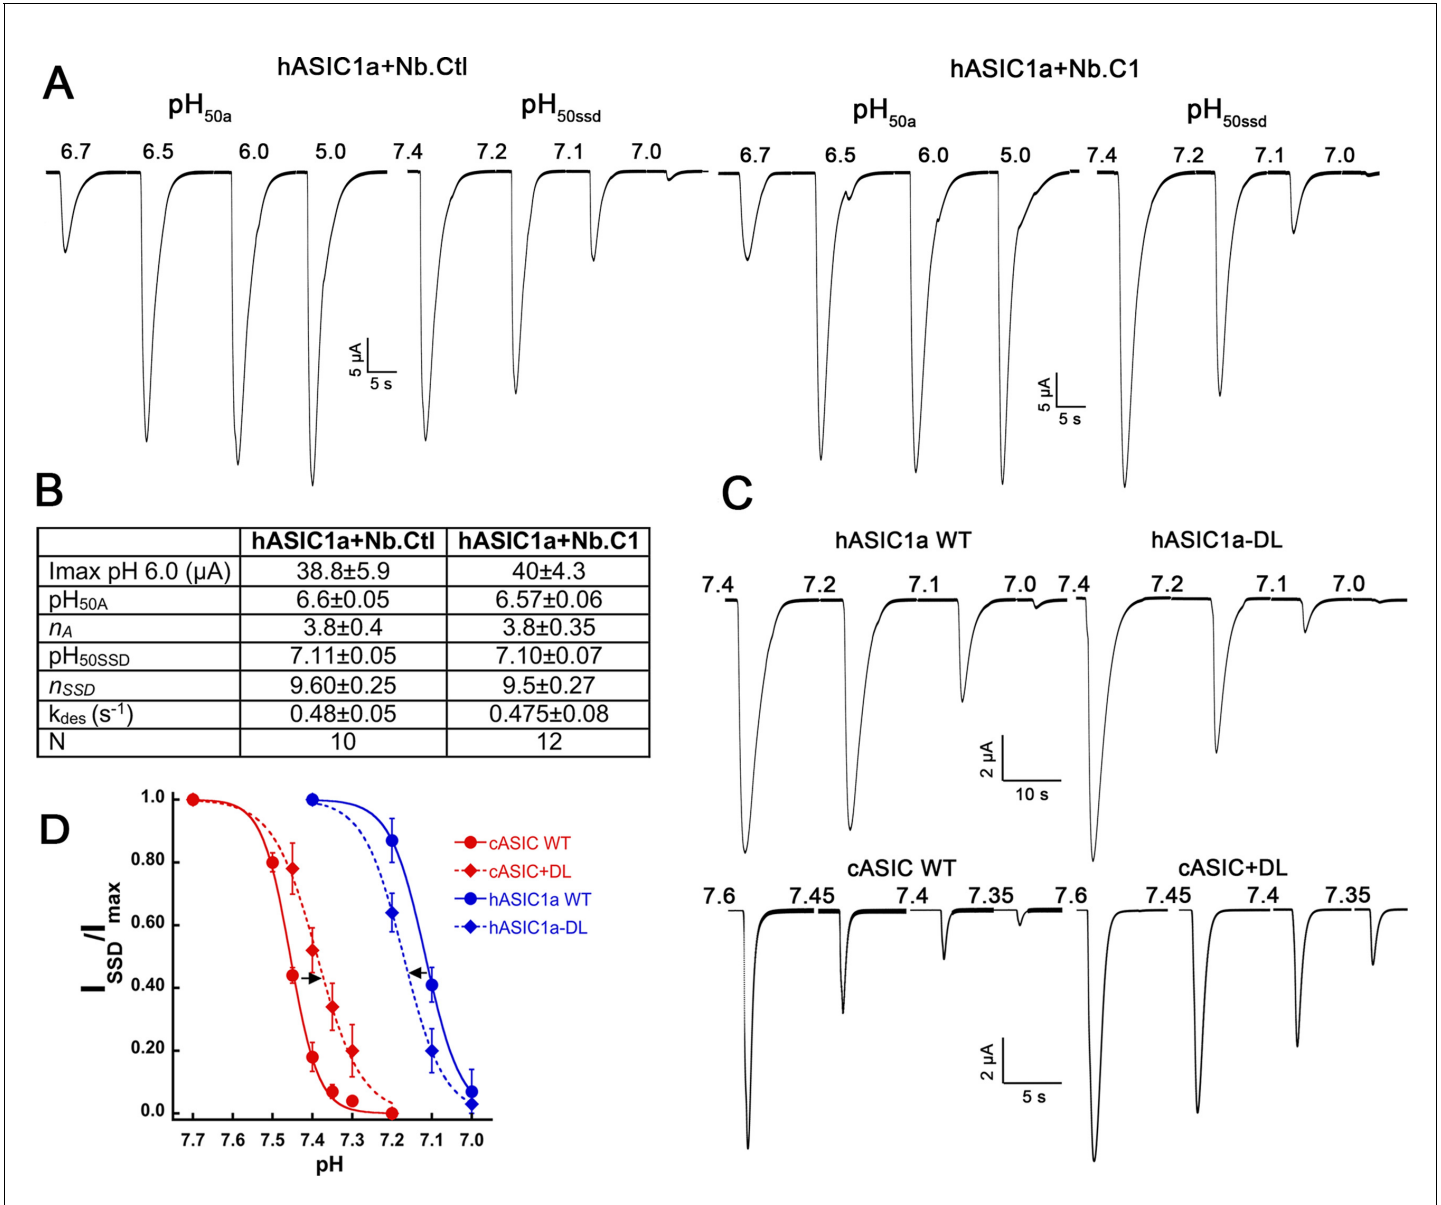 A
hASIC1a+Nb.Ctl
hASIC1a+Nb.C1
pH50a
pH50ssd
pH50a
pH50ssd
6.7 6.5 6.0 5.0 7.4 7.2 7.1 7.0
6.7 6.5 6.0 5.0 7.4 7.2 7.1 7.0
5 µA
5 s
5 µA
5 s
B
hASIC1a+Nb.Ctl hASIC1a+Nb.C1
Imax pH 6.0 (µA) 38.8±5.9 40±4.3
pH50A 6.6±0.05 6.57±0.06
nA 3.8±0.4 3.8±0.35
pH50SSD 7.11±0.05 7.10±0.07
nSSD 9.60±0.25 9.5±0.27
kdes (s-1) 0.48±0.05 0.475±0.08
N 10 12
C
hASIC1a WT
hASIC1a-DL
7.4 7.2 7.1 7.0
7.4 7.2 7.1 7.0
2 µA
10 s
cASIC WT
cASIC+DL
7.6 7.45 7.4 7.35
7.6 7.45 7.4 7.35
2 µA
5 s
D
ISSD/Imax
1.0
0.80
0.60
0.40
0.20
0.0
7.7 7.6 7.5 7.4 7.3 7.2 7.1 7.0
pH
cASIC WT
cASIC+DL
hASIC1a WT
hASIC1a-DL